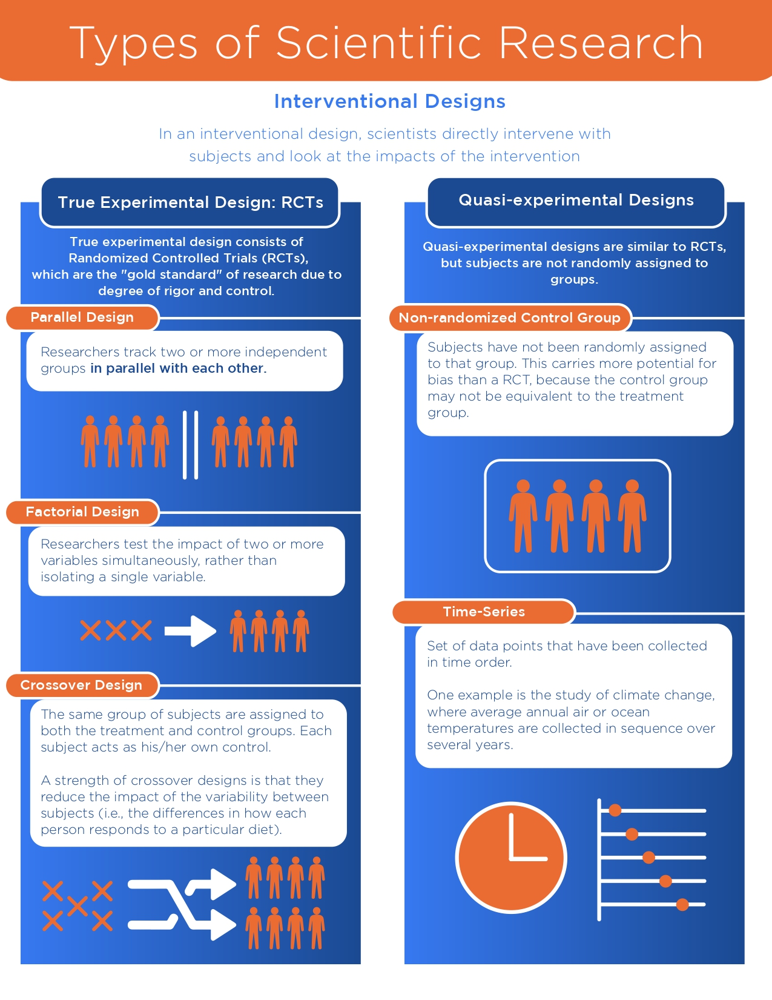 Types of Scientific Research
Interventional Designs
In an interventional design, scientists directly intervene with
subjects and look at the impacts of the intervention
True Experimental Design: RCTs
True experimental design consists of
Randomized Controlled Trials (RCTs),
which are the "gold standard" of research due to
degree of rigor and control.
Parallel Design
Researchers track two or more independent
groups in parallel with each other.
Factorial Design
Researchers test the impact of two or more
variables simultaneously, rather than
isolating a single variable.
Crossover Design
The same group of subjects are assigned to
both the treatment and control groups. Each
subject acts as his/her own control.
A strength of crossover designs is that they
reduce the impact of the variability between
subjects (i.e., the differences in how each
person responds to a particular diet).
Quasi-experimental Designs
Quasi-experimental designs are similar to RCTs,
but subjects are not randomly assigned to
groups.
Non-randomized Control Group
Subjects have not been randomly assigned
to that group. This carries more potential for
bias than a RCT, because the control group
may not be equivalent to the treatment
group.
Time-Series
Set of data points that have been collected
in time order.
One example is the study of climate change,
where average annual air or ocean
temperatures are collected in sequence over
several years.